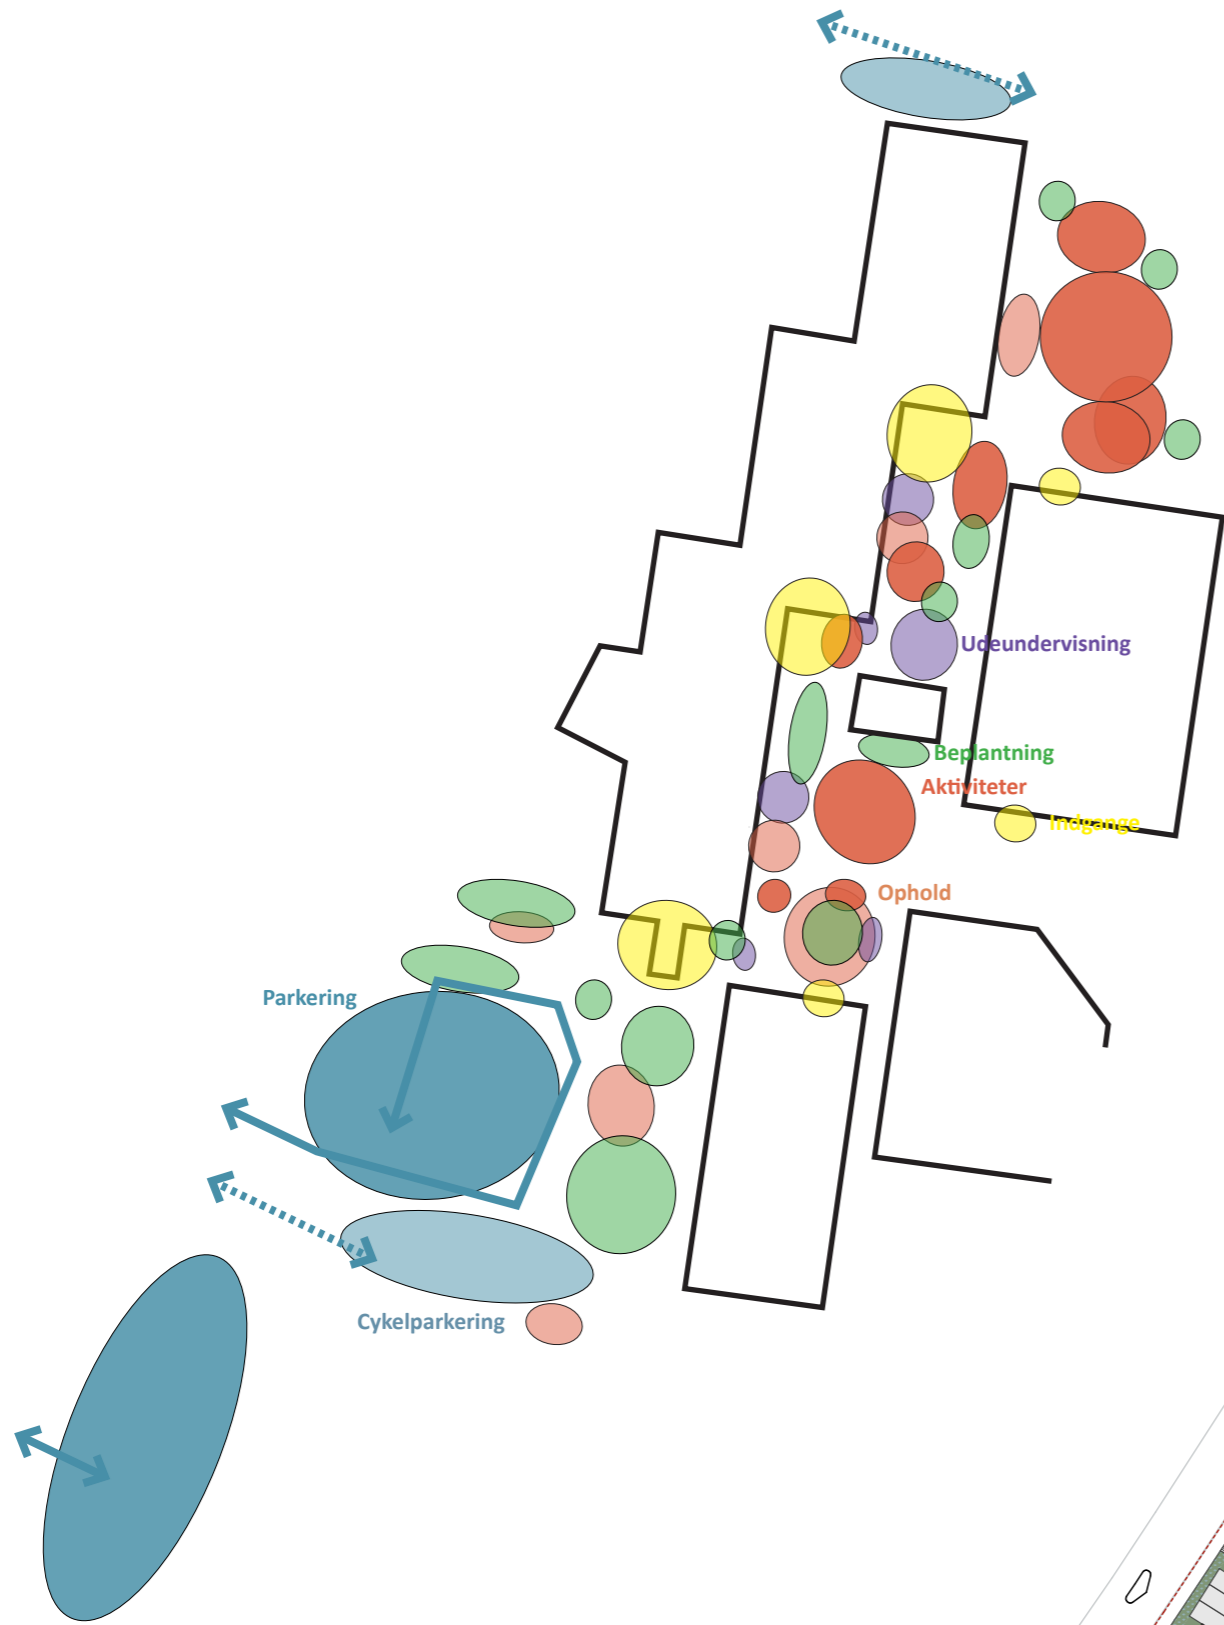 Udeundervisning
Beplantning
Aktiviteter
Indgange
Ophold
Parkering
Cykelparkering